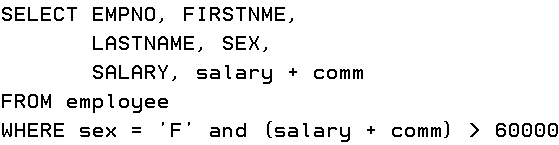 SELECT EMPNO, FIRSTNME,
LASTNAME, SEX,
SALARY, salary + comm
FROM employee
WHERE sex = 'F' and (salary + comm) > 60000